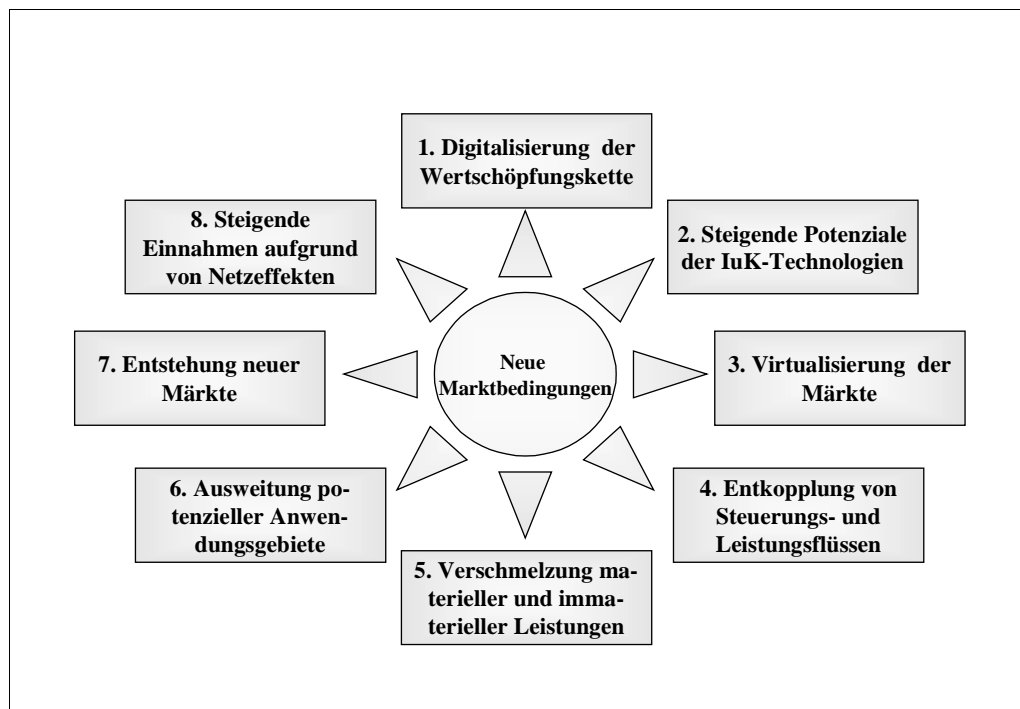 1. Digitalisierung der
Wertschöpfungskette
2. Steigende Potenziale
der IuK-Technologien
3. Virtualisierung der
Märkte
4. Entkopplung von
Steuerungs- und
Leistungsflüssen
5. Verschmelzung ma-
terieller und imma-
terieller Leistungen
6. Ausweitung po-
tenzieller Anwen-
dungsgebiete
7. Entstehung neuer
Märkte
8. Steigende
Einnahmen aufgrund
von Netzeffekten
Neue
Marktbedingungen